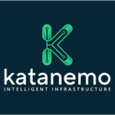 katanemo
INTELLIGENT INFRASTRUCTURE